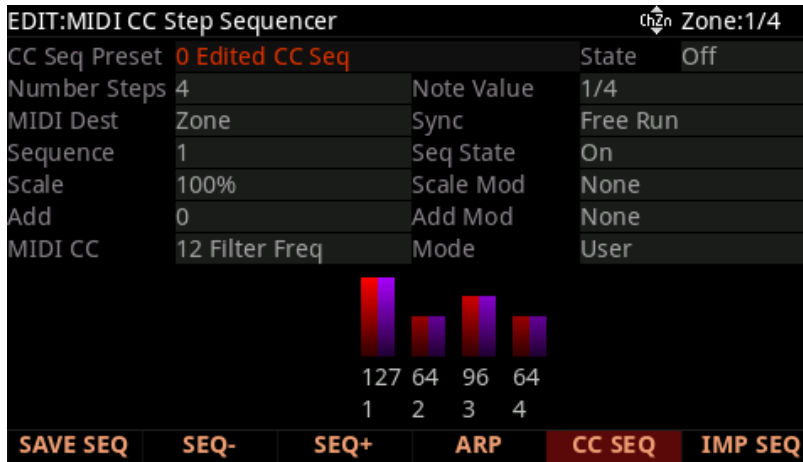 EDIT:MIDI CC Step Sequencer ChZn Zone:1/4
CC Seq Preset 0 Edited CC Seq State Off
Number Steps 4 Note Value 1/4
MIDI Dest Zone Sync Free Run
Sequence 1 Seq State On
Scale 100% Scale Mod None
Add 0 Add Mod None
MIDI CC 12 Filter Freq Mode User
127 64 96 64
1 2 3 4
SAVE SEQ SEQ- SEQ+ ARP CC SEQ IMP SEQ